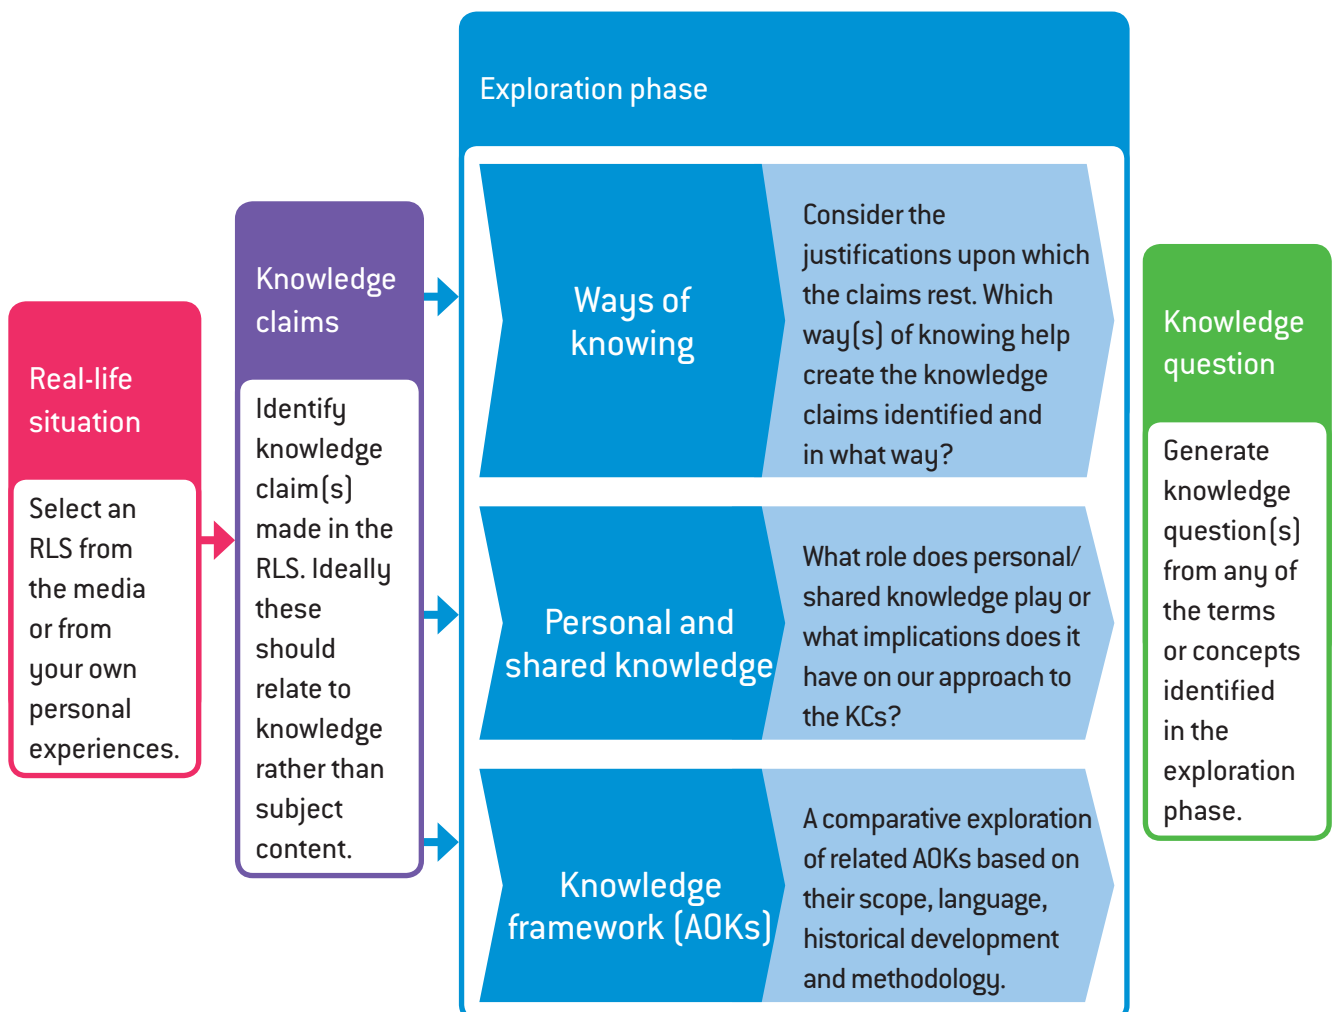 Real-life
situation
Select an
RLS from
the media
or from
your own
personal
experiences.
Knowledge
claims
Identify
knowledge
claim(s)
made in the
RLS. Ideally
these
should
relate to
knowledge
rather than
subject
content.
Exploration phase
Ways of
knowing
Consider the
justifications upon which
the claims rest. Which
way(s) of knowing help
create the knowledge
claims identified and
in what way?
Personal and
shared knowledge
What role does personal/
shared knowledge play or
what implications does it
have on our approach to
the KCs?
Knowledge
framework (AOKs)
A comparative exploration
of related AOKs based on
their scope, language,
historical development
and methodology.
Knowledge
question
Generate
knowledge
question(s)
from any of
the terms
or concepts
identified
in the
exploration
phase.